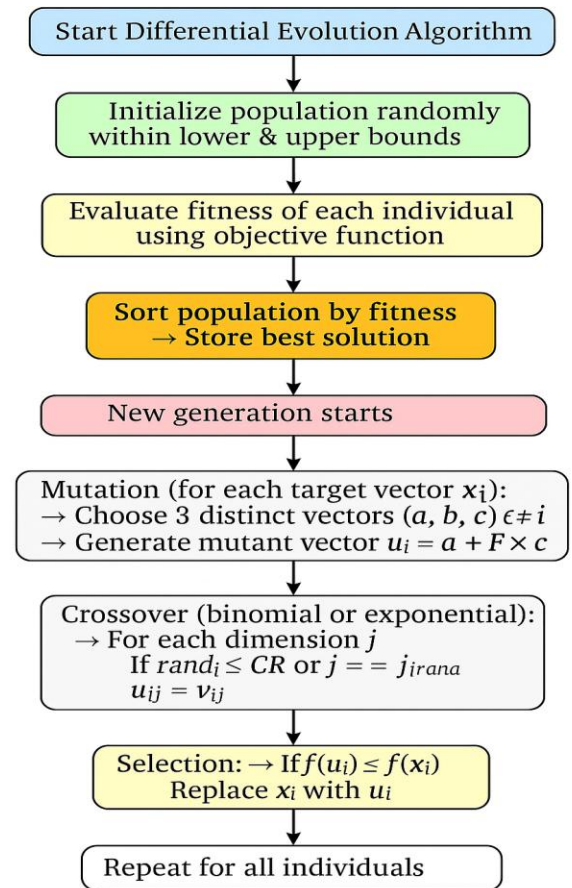 Start Differential Evolution Algorithm
Initialize population randomly
within lower & upper bounds
Evaluate fitness of each individual
using objective function
Sort population by fitness
→ Store best solution
New generation starts
Mutation (for each target vector xᵢ):
→ Choose 3 distinct vectors (a, b, c) ϵ≠ i
→ Generate mutant vector uᵢ = a + F × c
Crossover (binomial or exponential):
→ For each dimension j
If randᵢ ≤ CR or j = = j_irana
u_ij = v_ij
Selection: → If f(uᵢ) ≤ f(xᵢ)
Replace xᵢ with uᵢ
Repeat for all individuals